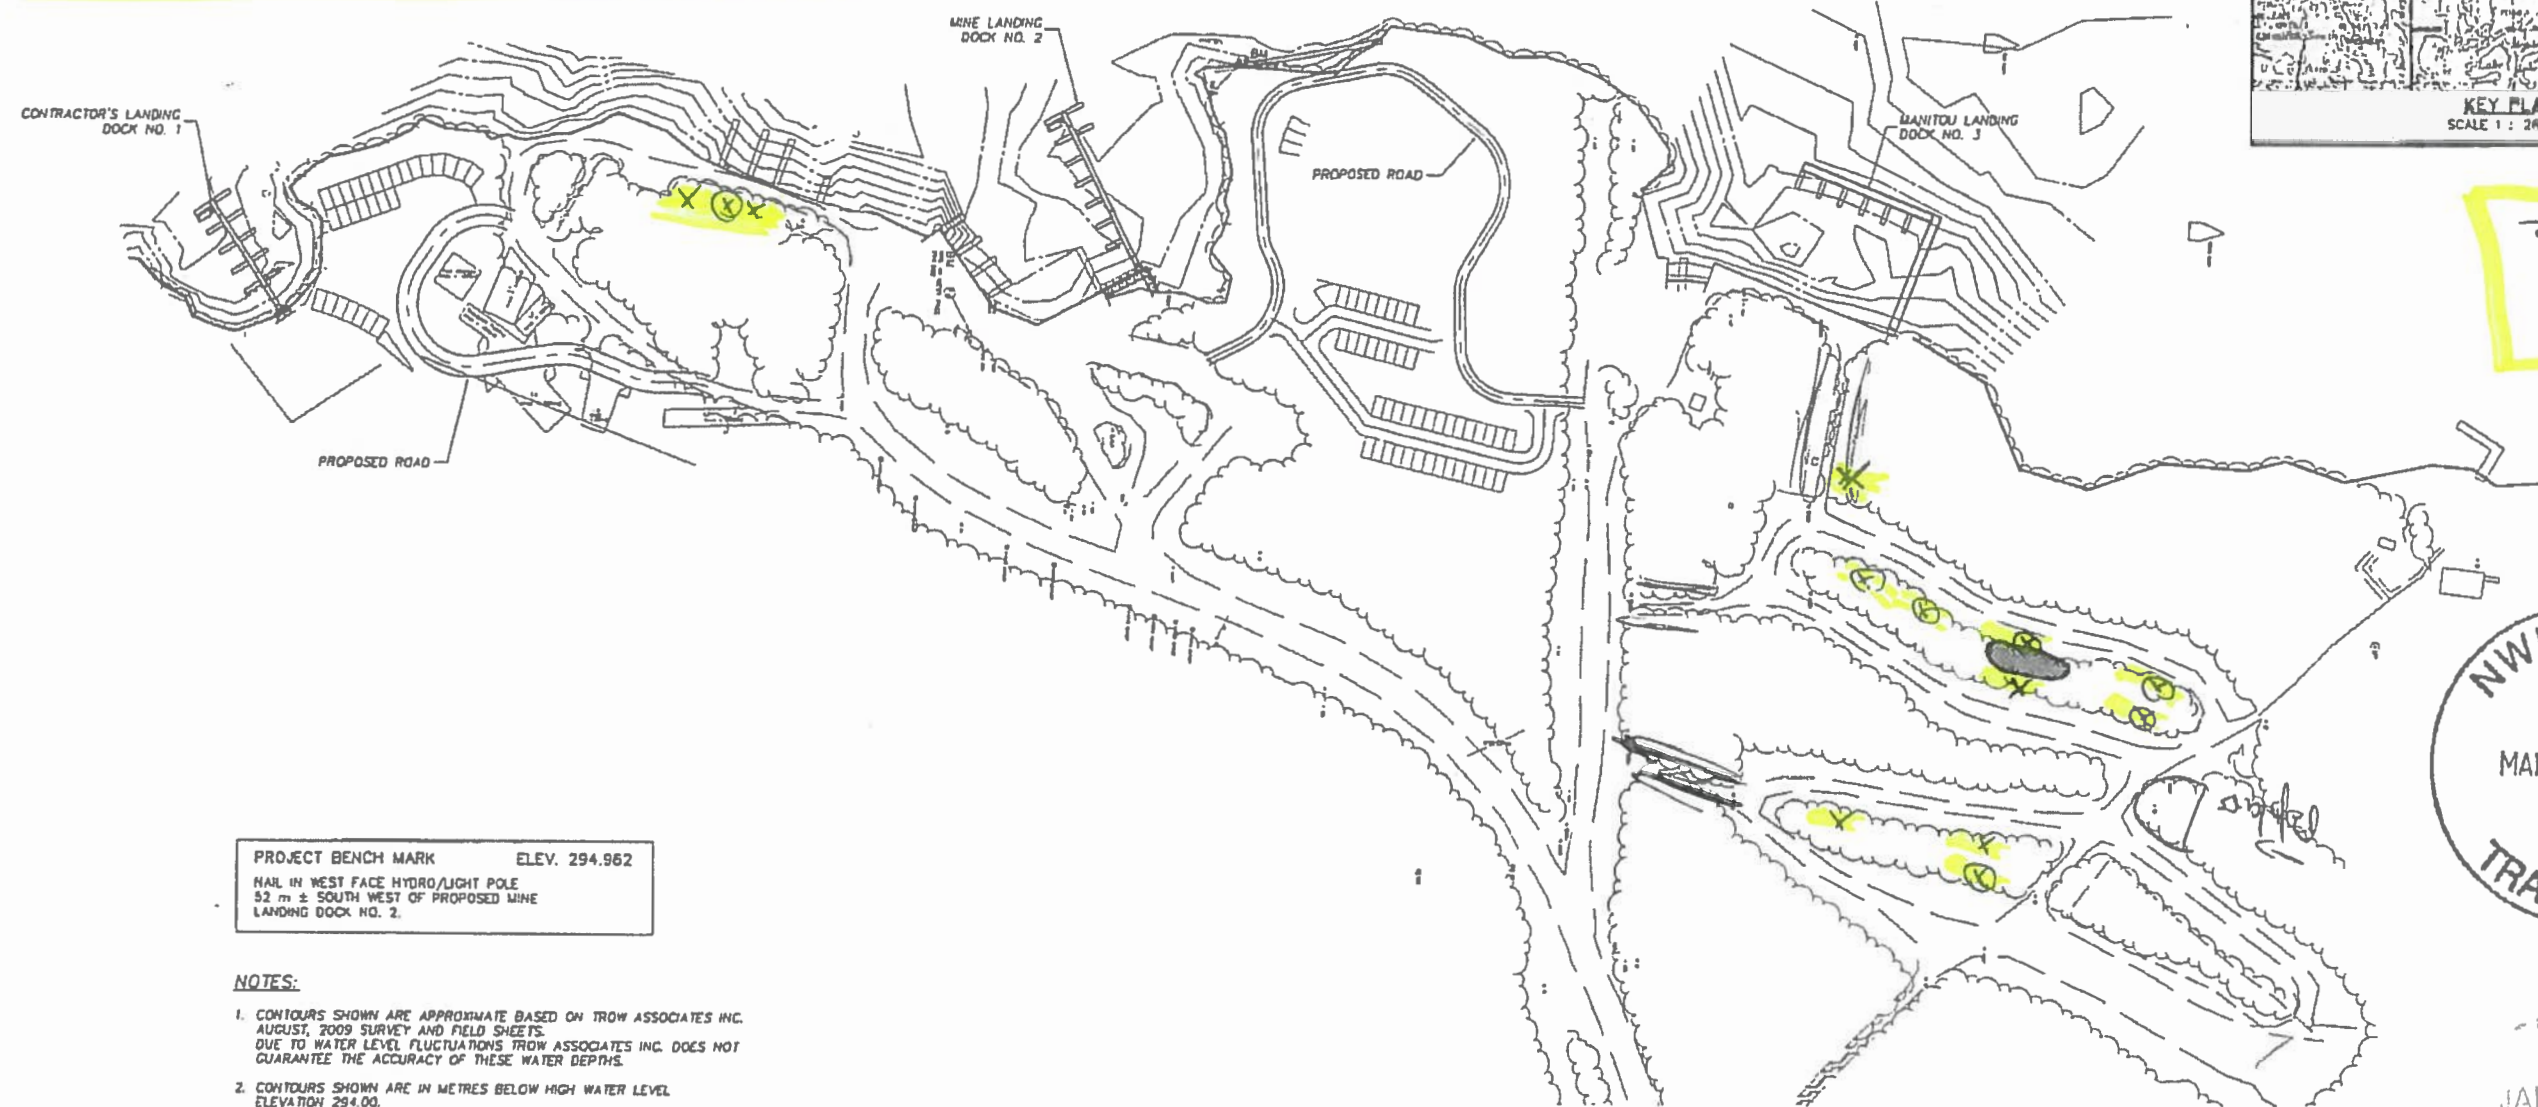 MINE LANDING
DOCK NO. 2
CONTRACTOR'S LANDING
DOCK NO. 1
MANITOU LANDING
DOCK NO. 3
PROPOSED ROAD
PROPOSED ROAD
KEY PLA
SCALE 1 :
NW
MA
TRA
PROJECT BENCH MARK ELEV. 294.962
NAIL IN WEST FACE HYDRO/LIGHT POLE
52 m ± SOUTH WEST OF PROPOSED MINE
LANDING DOCK NO. 2.
NOTES:
1. CONTOURS SHOWN ARE APPROXIMATE BASED ON TROW ASSOCIATES INC.
AUGUST, 2009 SURVEY AND FIELD SHEETS.
DUE TO WATER LEVEL FLUCTUATIONS TROW ASSOCIATES INC. DOES NOT
GUARANTEE THE ACCURACY OF THESE WATER DEPTHS.
2. CONTOURS SHOWN ARE IN METRES BELOW HIGH WATER LEVEL
ELEVATION 294.00.